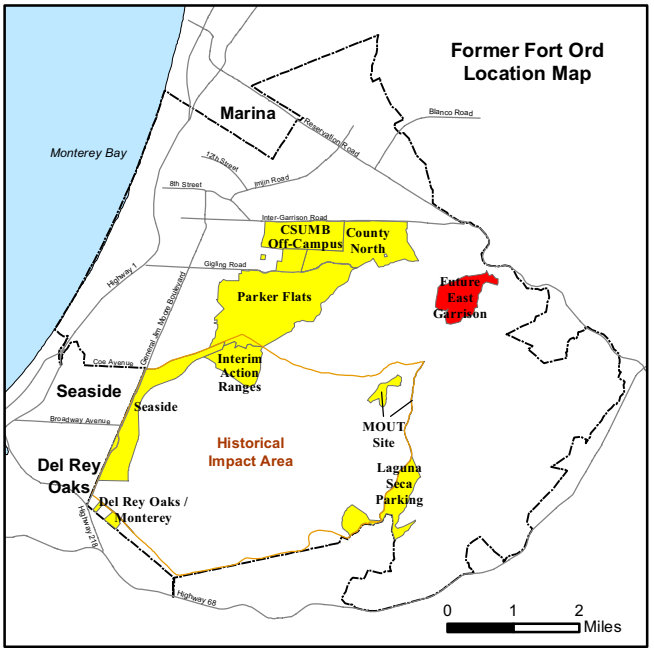 Former Fort Ord
Location Map
Marina
Blanco Road
Reservation Road
Monterey Bay
12th Street
Imjin Road
8th Street
Inter-Garrison Road
CSUMB
Off-Campus
County
North
Gigling Road
Highway 1
General Jim Moore Boulevard
Parker Flats
Future
East
Garrison
Coe Avenue
Interim
Action
Ranges
Seaside
Seaside
Broadway Avenue
MOUT
Site
Historical
Impact Area
Del Rey
Oaks
Laguna
Seca
Parking
Del Rey Oaks /
Monterey
Highway 218
Highway 68
0 1 2
Miles